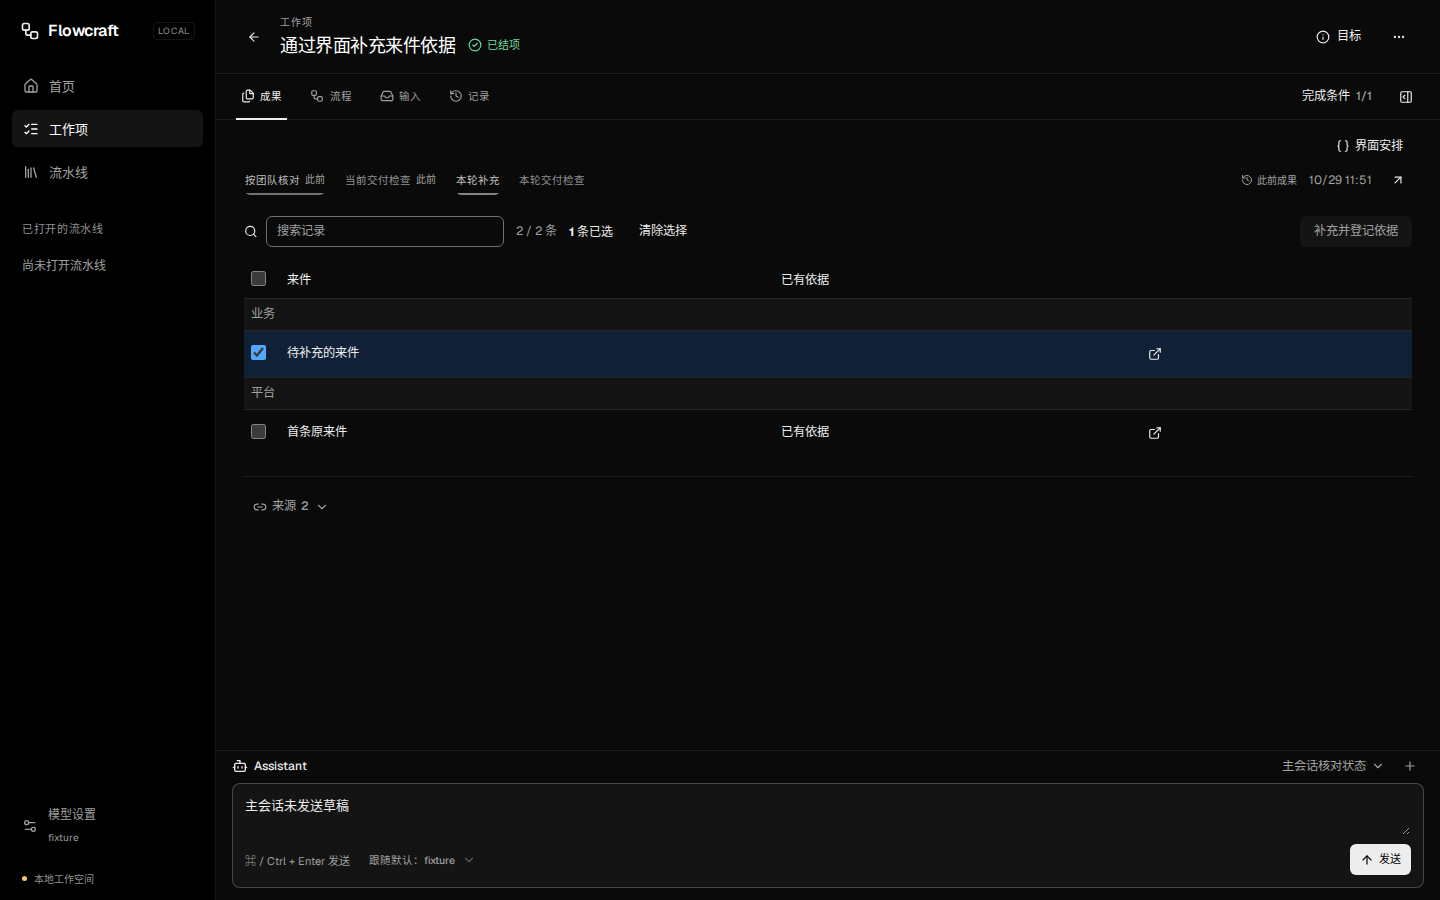 Flowcraft
LOCAL
首页
工作项
流水线
已打开的流水线
尚未打开流水线
模型设置
fixture
本地工作空间
工作项
通过界面补充来件依据
已结项
目标
成果
流程
输入
记录
完成条件 1/1
{ } 界面安排
按团队核对 此前
当前交付检查 此前
本轮补充
本轮交付检查
此前成果 10/29 11:51
搜索记录
2 / 2 条
1 条已选
清除选择
补充并登记依据
来件
已有依据
业务
待补充的来件
平台
首条原来件
已有依据
来源 2
Assistant
主会话核对状态
主会话未发送草稿
⌘ / Ctrl + Enter 发送
跟随默认：fixture
发送